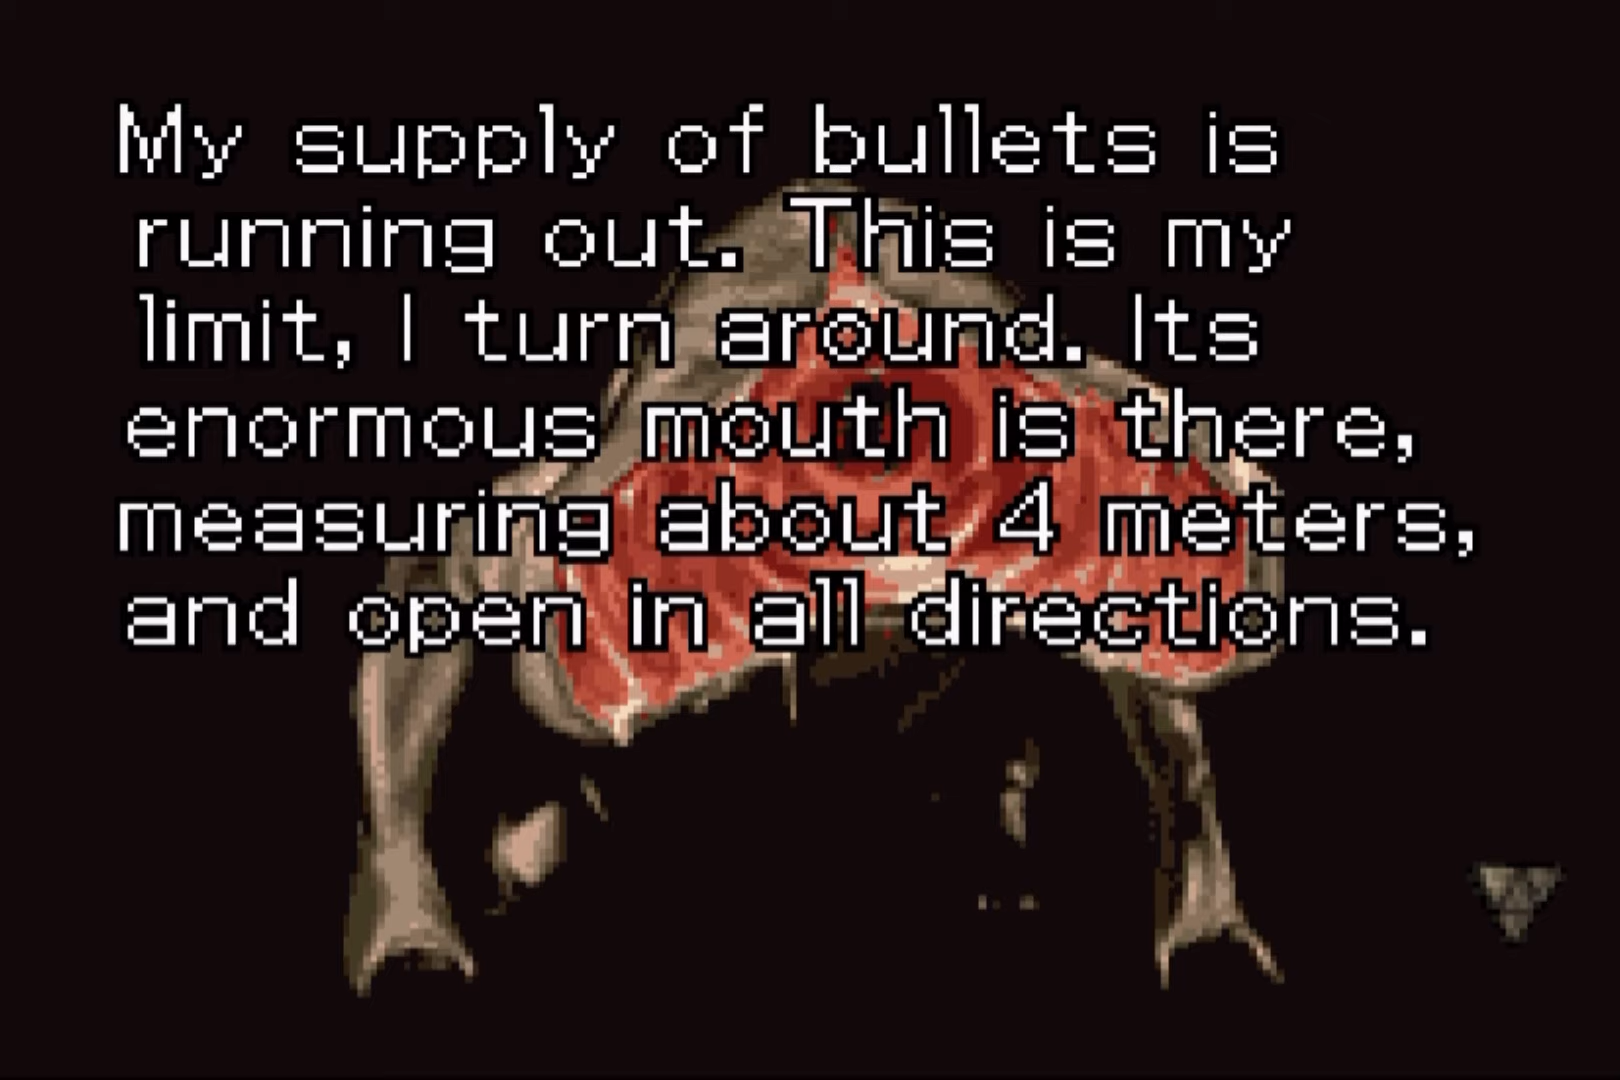 My supply of bullets is
running out. This is my
limit, I turn around. Its
enormous mouth is there,
measuring about 4 meters,
and open in all directions.